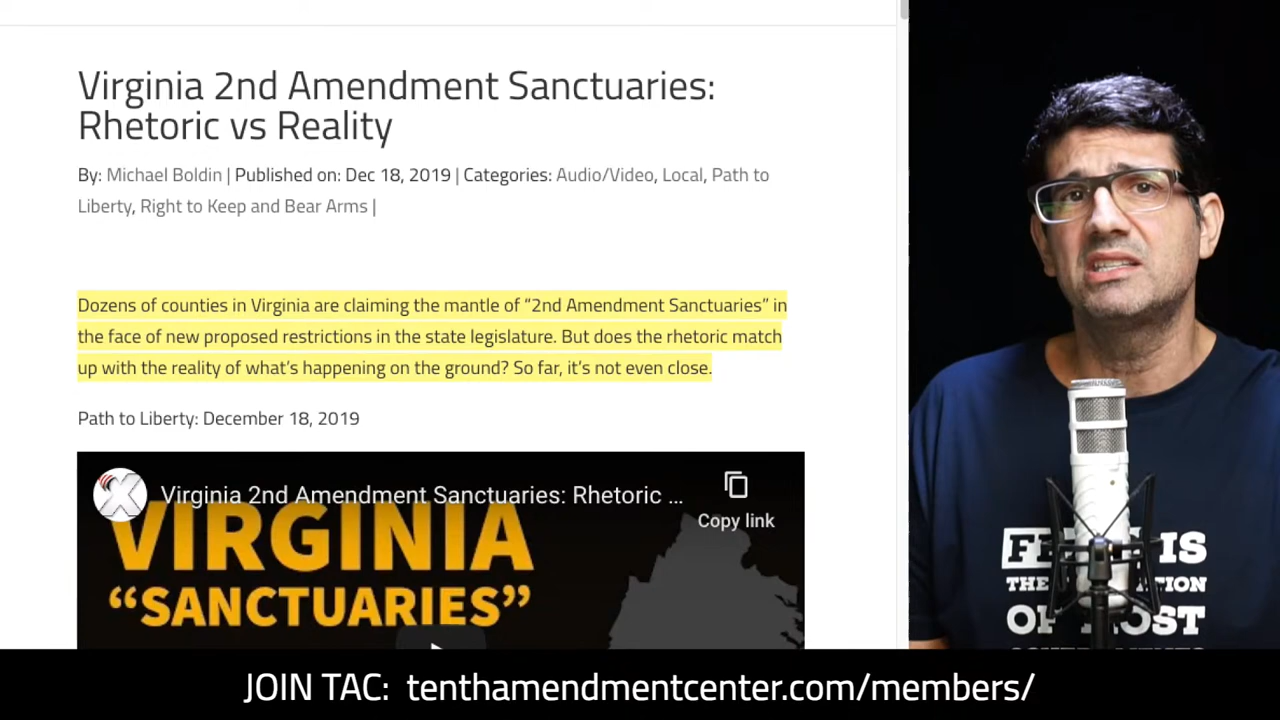 Virginia 2nd Amendment Sanctuaries:
Rhetoric vs Reality
By: Michael Boldin | Published on: Dec 18, 2019 | Categories: Audio/Video, Local, Path to
Liberty, Right to Keep and Bear Arms |
Dozens of counties in Virginia are claiming the mantle of “2nd Amendment Sanctuaries” in
the face of new proposed restrictions in the state legislature. But does the rhetoric match
up with the reality of what’s happening on the ground? So far, it’s not even close.
Path to Liberty: December 18, 2019
Virginia 2nd Amendment Sanctuaries: Rhetoric ...
Copy link
VIRGINIA
“SANCTUARIES”
IS
THE
OF MOST
JOIN TAC: tenthamendmentcenter.com/members/